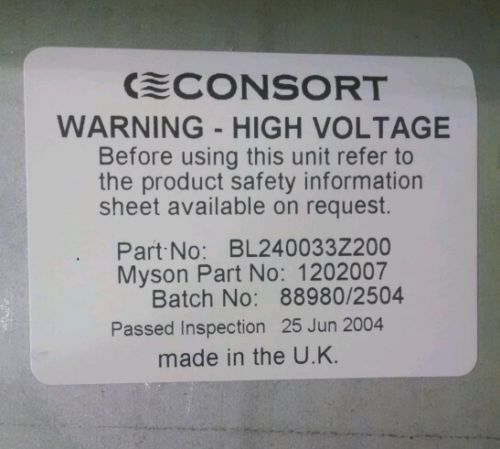 CONSORT
WARNING - HIGH VOLTAGE
Before using this unit refer to
the product safety information
sheet available on request.
Part No: BL240033Z200
Myson Part No: 1202007
Batch No: 88980/2504
Passed Inspection 25 Jun 2004
made in the U.K.